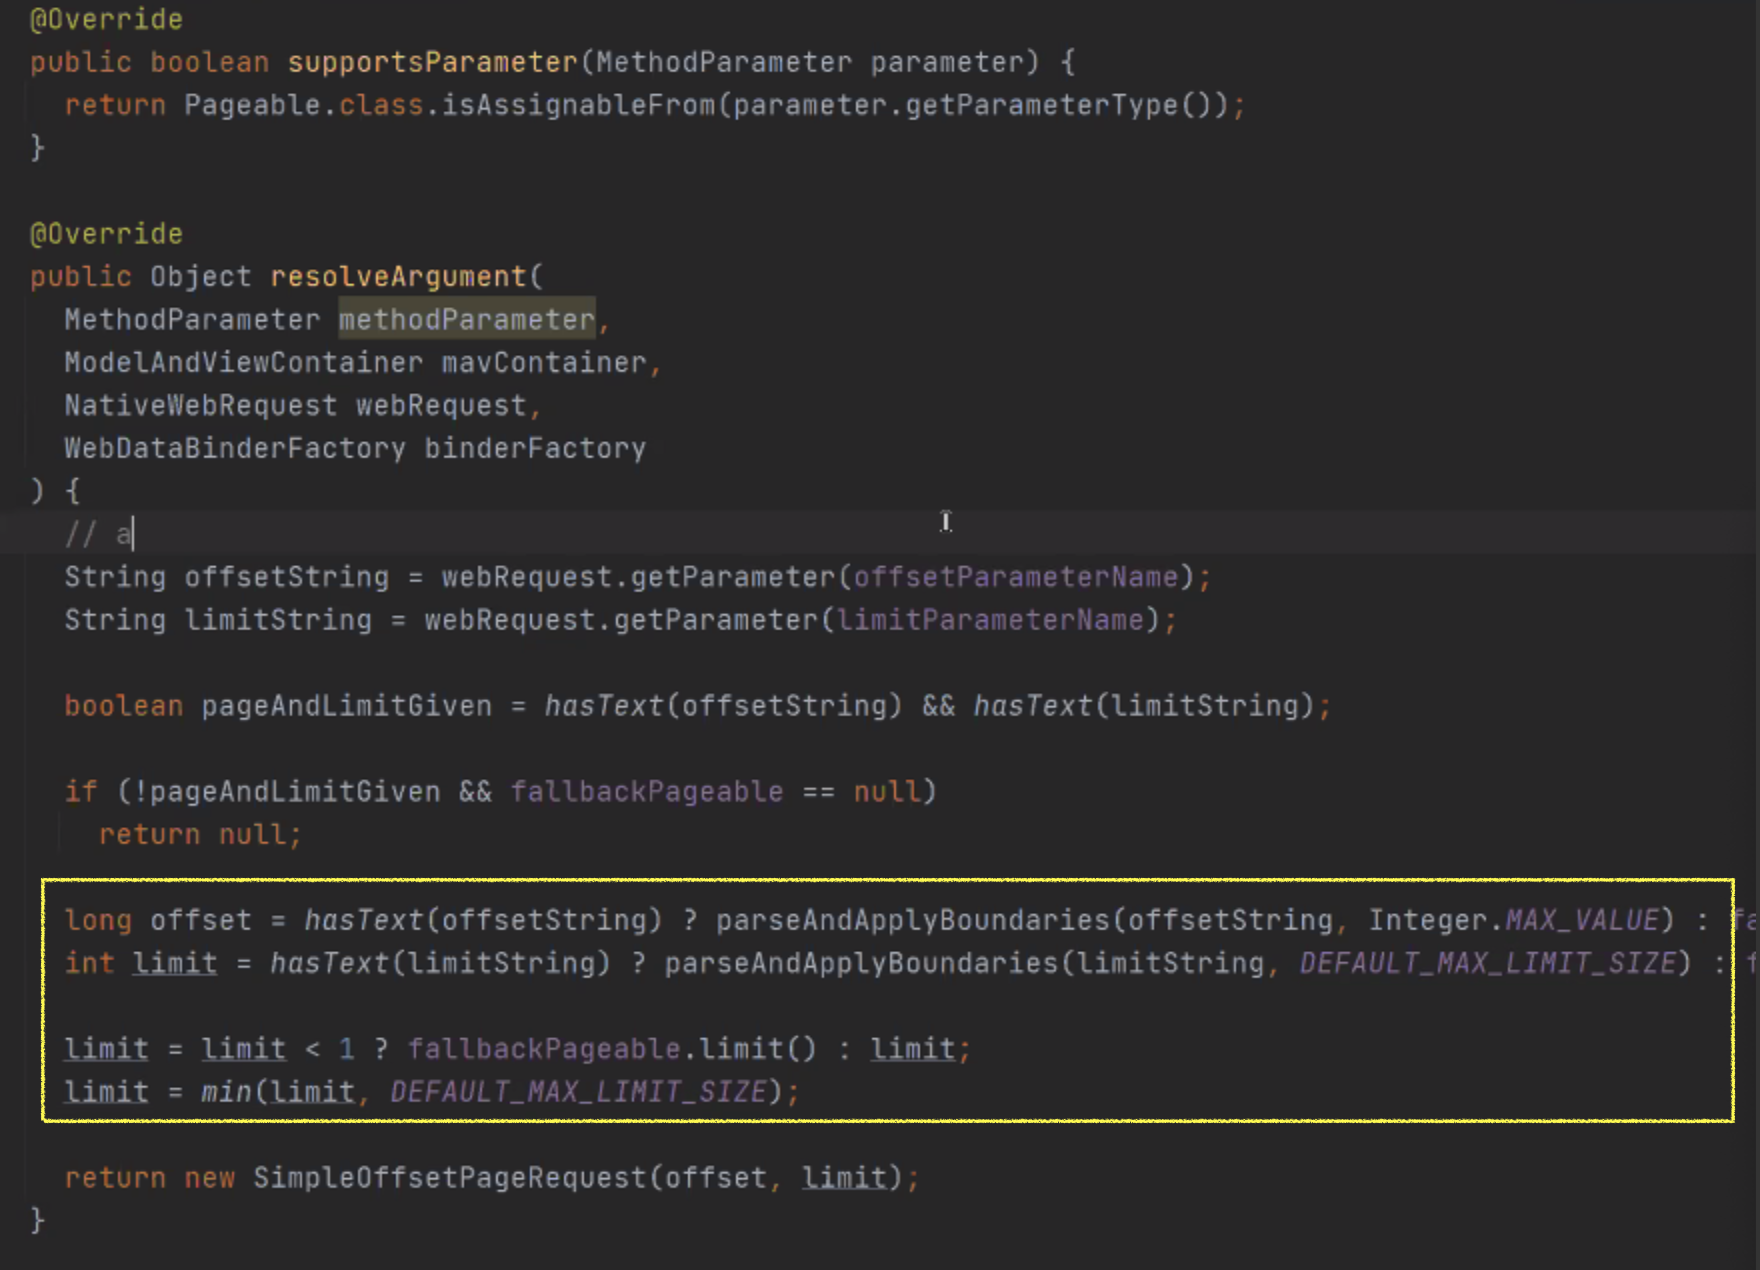 @Override
public boolean supportsParameter(MethodParameter parameter) {
return Pageable.class.isAssignableFrom(parameter.getParameterType());
}
@Override
public Object resolveArgument(
MethodParameter methodParameter,
ModelAndViewContainer mavContainer,
NativeWebRequest webRequest,
WebDataBinderFactory binderFactory
) {
// a
String offsetString = webRequest.getParameter(offsetParameterName);
String limitString = webRequest.getParameter(limitParameterName);
boolean pageAndLimitGiven = hasText(offsetString) && hasText(limitString);
if (!pageAndLimitGiven && fallbackPageable == null)
return null;
long offset = hasText(offsetString) ? parseAndApplyBoundaries(offsetString, Integer.MAX_VALUE) :
int limit = hasText(limitString) ? parseAndApplyBoundaries(limitString, DEFAULT_MAX_LIMIT_SIZE) :
limit = limit < 1 ? fallbackPageable.limit() : limit;
limit = min(limit, DEFAULT_MAX_LIMIT_SIZE);
return new SimpleOffsetPageRequest(offset, limit);
}